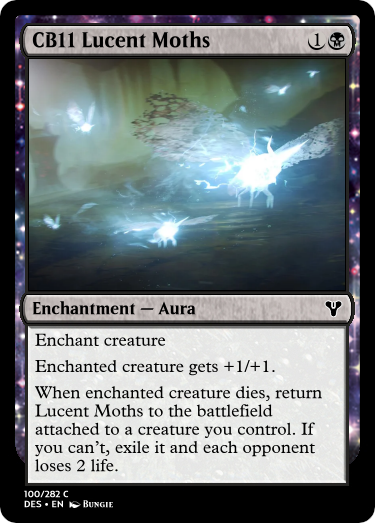 CB11 Lucent Moths 1
Enchantment — Aura
Enchant creature
Enchanted creature gets +1/+1.
When enchanted creature dies, return
Lucent Moths to the battlefield
attached to a creature you control. If
you can't, exile it and each opponent
loses 2 life.
100/282 C
DES • EN Bungie